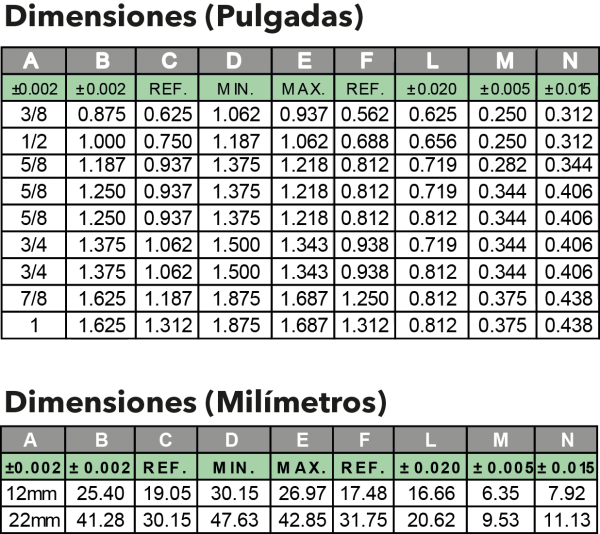 Dimensiones (Pulgadas)
A B C D E F L M N
±0.002 ±0.002 REF. MIN. MAX. REF. ±0.020 ±0.005 ±0.015
3/8 0.875 0.625 1.062 0.937 0.562 0.625 0.250 0.312
1/2 1.000 0.750 1.187 1.062 0.688 0.656 0.250 0.312
5/8 1.187 0.937 1.375 1.218 0.812 0.719 0.282 0.344
5/8 1.250 0.937 1.375 1.218 0.812 0.719 0.344 0.406
5/8 1.250 0.937 1.375 1.218 0.812 0.812 0.344 0.406
3/4 1.375 1.062 1.500 1.343 0.938 0.719 0.344 0.406
3/4 1.375 1.062 1.500 1.343 0.938 0.812 0.344 0.406
7/8 1.625 1.187 1.875 1.687 1.250 0.812 0.375 0.438
1 1.625 1.312 1.875 1.687 1.312 0.812 0.375 0.438
Dimensiones (Milímetros)
A B C D E F L M N
±0.002 ± 0.002 REF. MIN. MAX. REF. ± 0.020 ± 0.005 ± 0.015
12mm 25.40 19.05 30.15 26.97 17.48 16.66 6.35 7.92
22mm 41.28 30.15 47.63 42.85 31.75 20.62 9.53 11.13